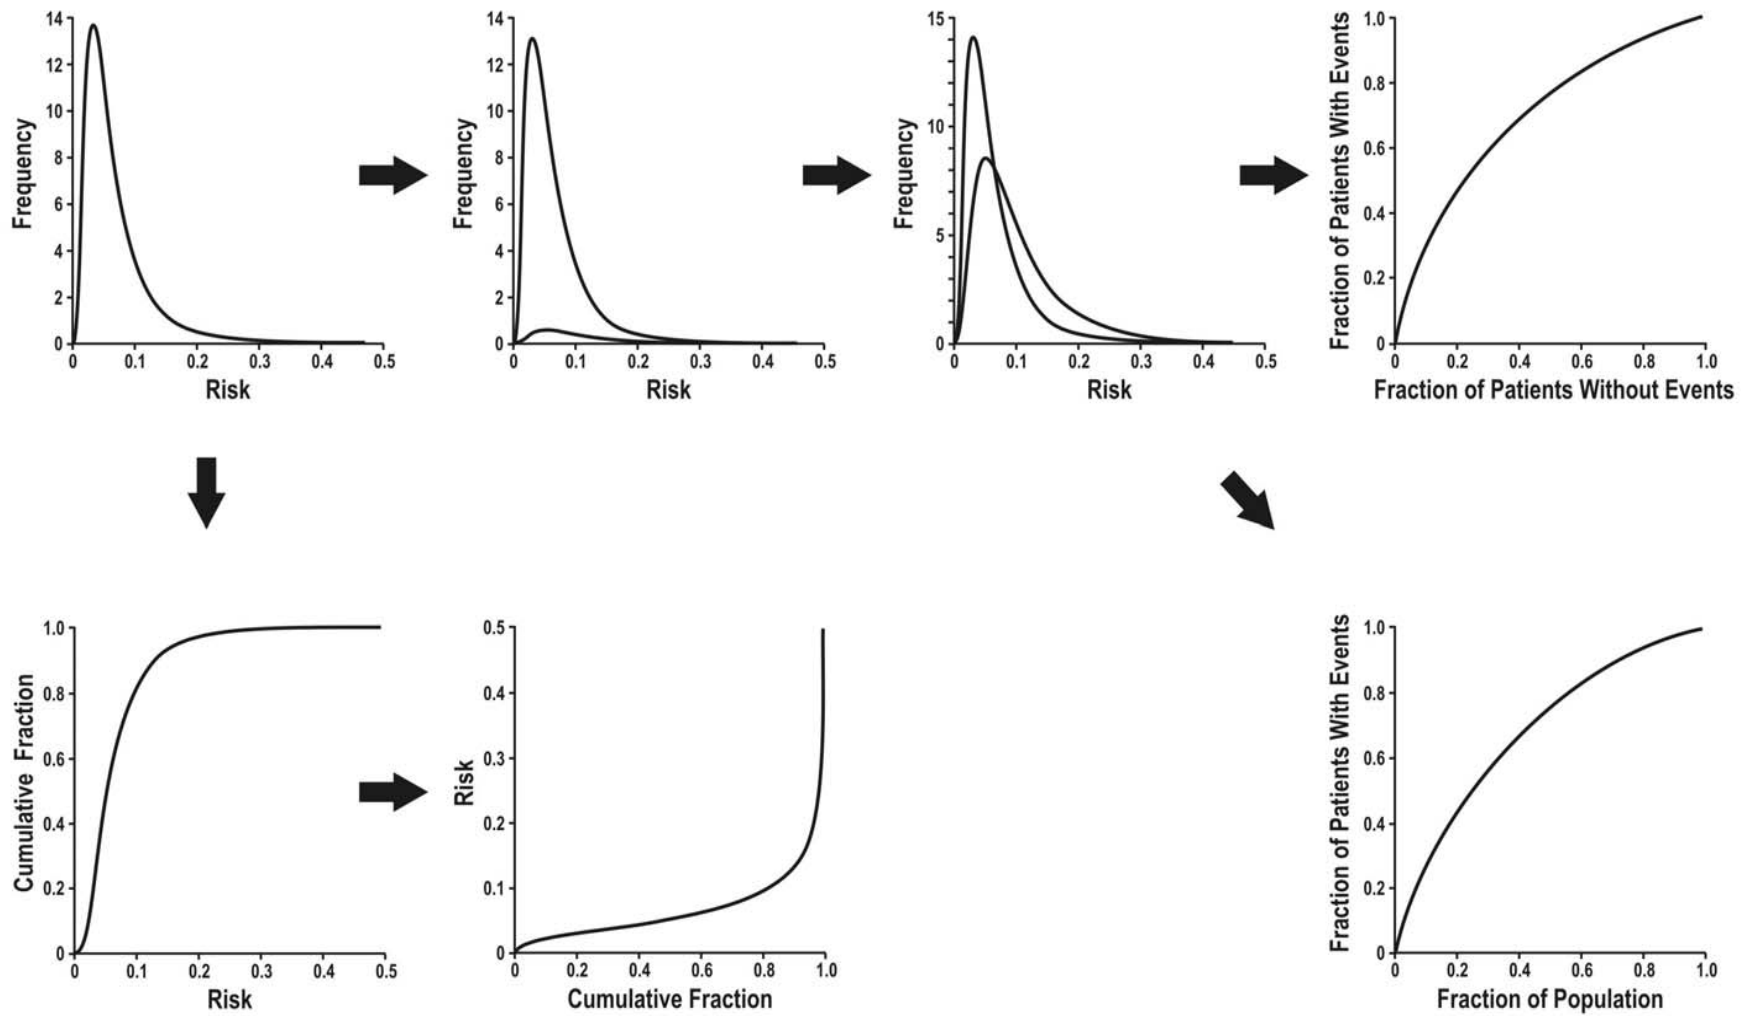 Frequency
14
12
10
8
6
4
2
0
0 0.1 0.2 0.3 0.4 0.5
Risk
Frequency
14
12
10
8
6
4
2
0
0 0.1 0.2 0.3 0.4 0.5
Risk
Frequency
15
10
5
0
0 0.1 0.2 0.3 0.4 0.5
Risk
Fraction of Patients With Events
1.0
0.8
0.6
0.4
0.2
0
0 0.2 0.4 0.6 0.8 1.0
Fraction of Patients Without Events
Cumulative Fraction
1.0
0.8
0.6
0.4
0.2
0
0 0.1 0.2 0.3 0.4 0.5
Risk
Risk
0.5
0.4
0.3
0.2
0.1
0
0 0.2 0.4 0.6 0.8 1.0
Cumulative Fraction
Fraction of Patients With Events
1.0
0.8
0.6
0.4
0.2
0
0 0.2 0.4 0.6 0.8 1.0
Fraction of Population